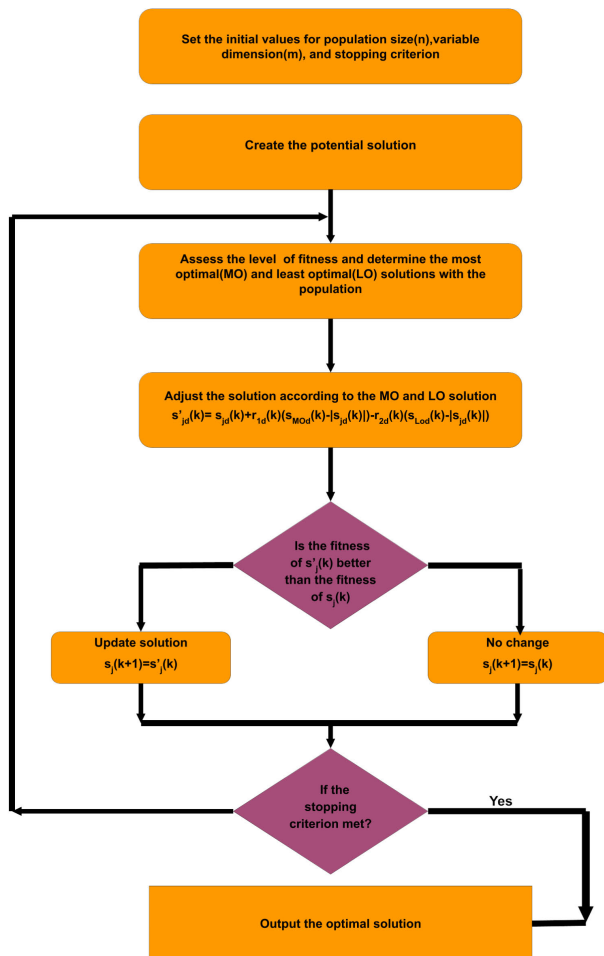 Set the initial values for population size(n),variable
dimension(m), and stopping criterion
Create the potential solution
Assess the level of fitness and determine the most
optimal(MO) and least optimal(LO) solutions with the
population
Adjust the solution according to the MO and LO solution
s'jd(k)= sjd(k)+r1d(k)(sMOd(k)-|sjd(k)|)-r2d(k)(sLod(k)-|sjd(k)|)
Is the fitness
of s'j(k) better
than the fitness
of sj(k)
Update solution
sj(k+1)=s'j(k)
No change
sj(k+1)=sj(k)
If the
stopping
criterion met?
Yes
Output the optimal solution